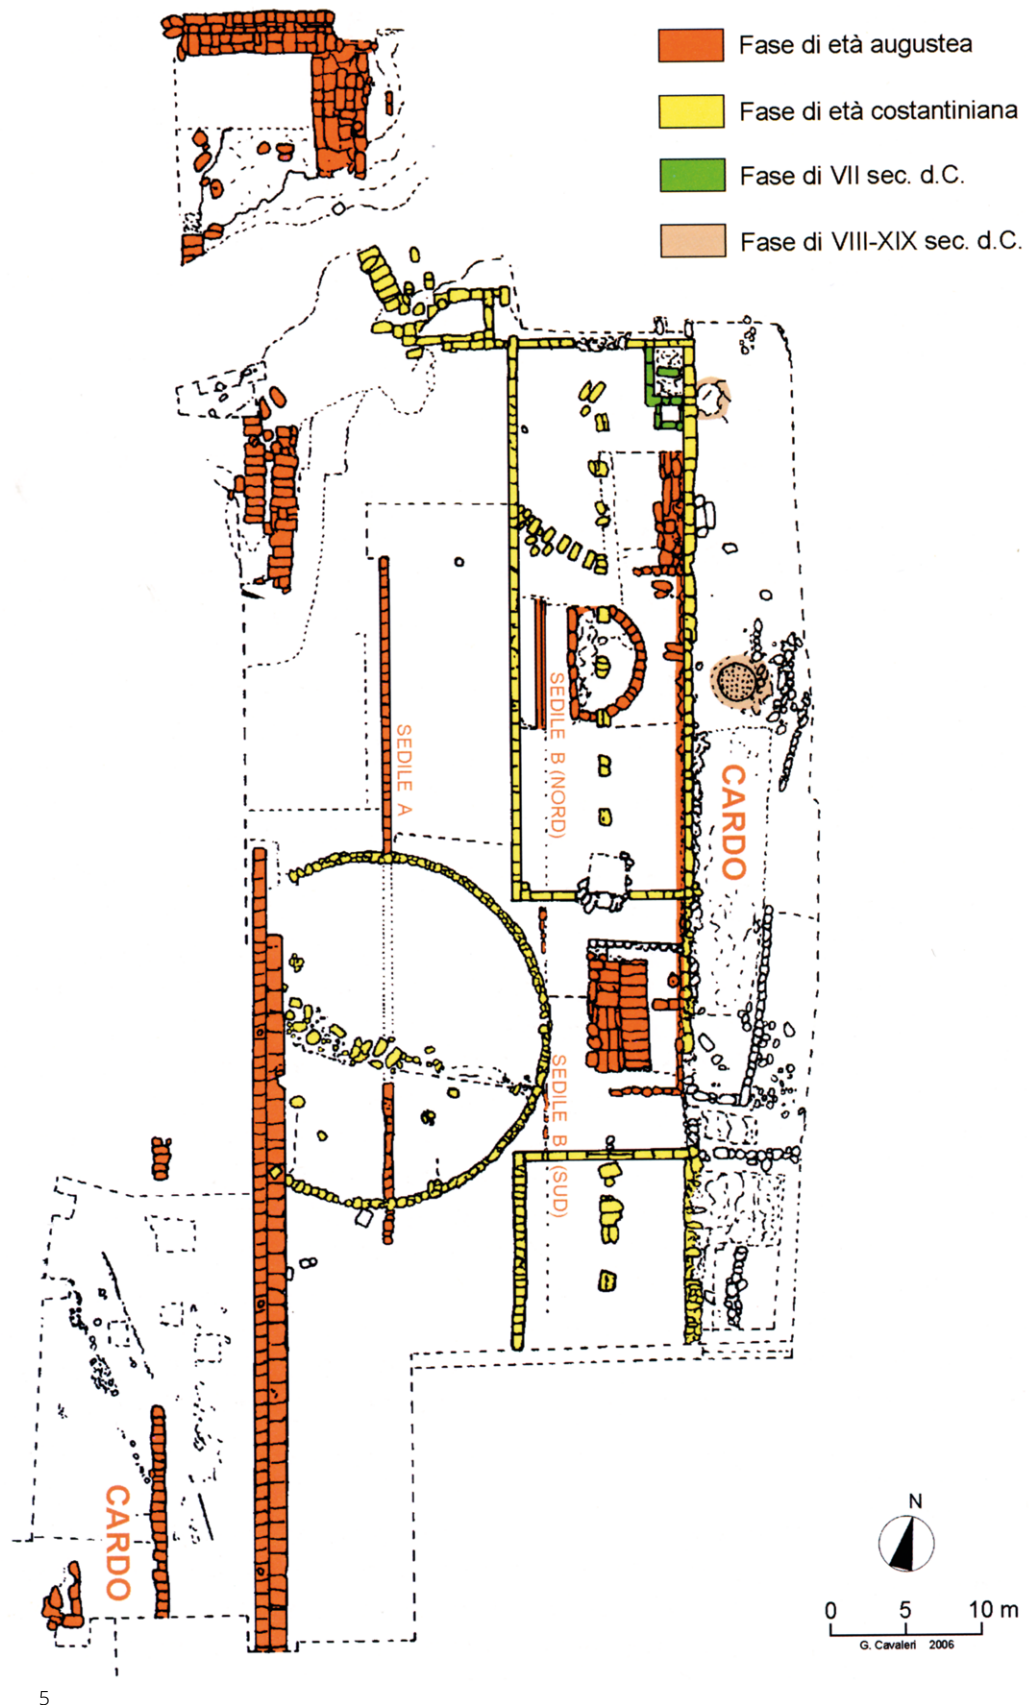 Fase di età augustea
Fase di età costantiniana
Fase di VII sec. d.C.
Fase di VIII-XIX sec. d.C.
SEDILE A
SEDILE B (NORD)
CARDO
SEDILE B (SUD)
CARDO
N
0 5 10 m
G. Cavaleri 2006
5